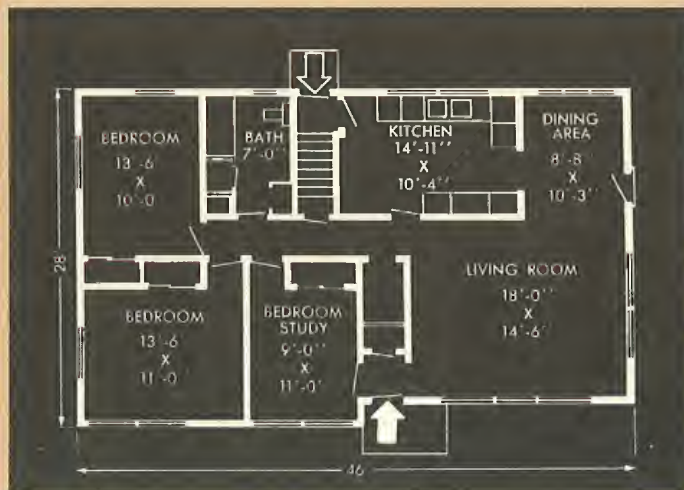 BEDROOM
13'-6
X
10'-0
BATH
7'-0"
KITCHEN
14'-11"
X
10'-4"
DINING
AREA
8'-8
X
10'-3"
28
LIVING ROOM
18'-0"
X
14'-6"
BEDROOM
13'-6
X
11'-0
BEDROOM
STUDY
9'-0"
X
11'-0'
46